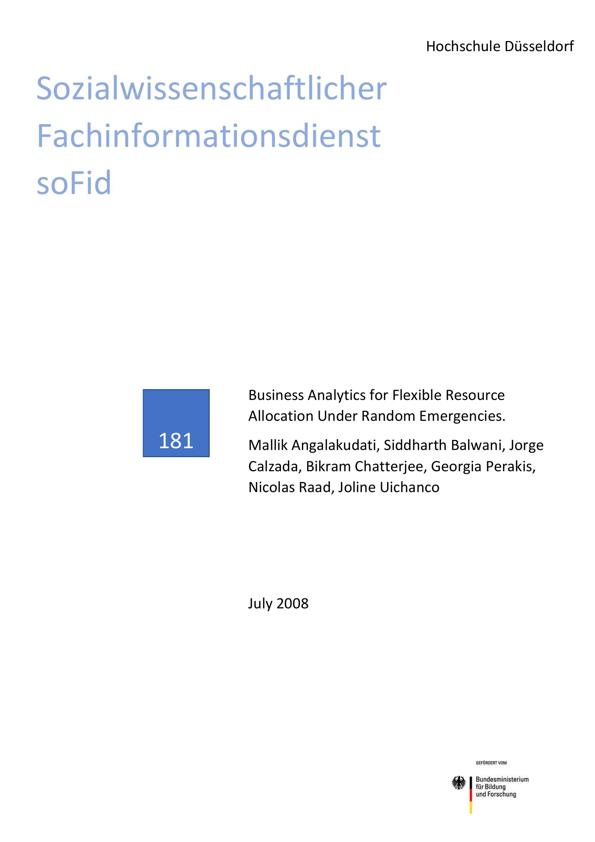 Hochschule Düsseldorf
Sozialwissenschaftlicher
Fachinformationsdienst
soFid
181
Business Analytics for Flexible Resource
Allocation Under Random Emergencies.
Mallik Angalakudati, Siddharth Balwani, Jorge
Calzada, Bikram Chatterjee, Georgia Perakis,
Nicolas Raad, Joline Uichanco
July 2008
GEFÖRDERT VOM
Bundesministerium
für Bildung
und Forschung